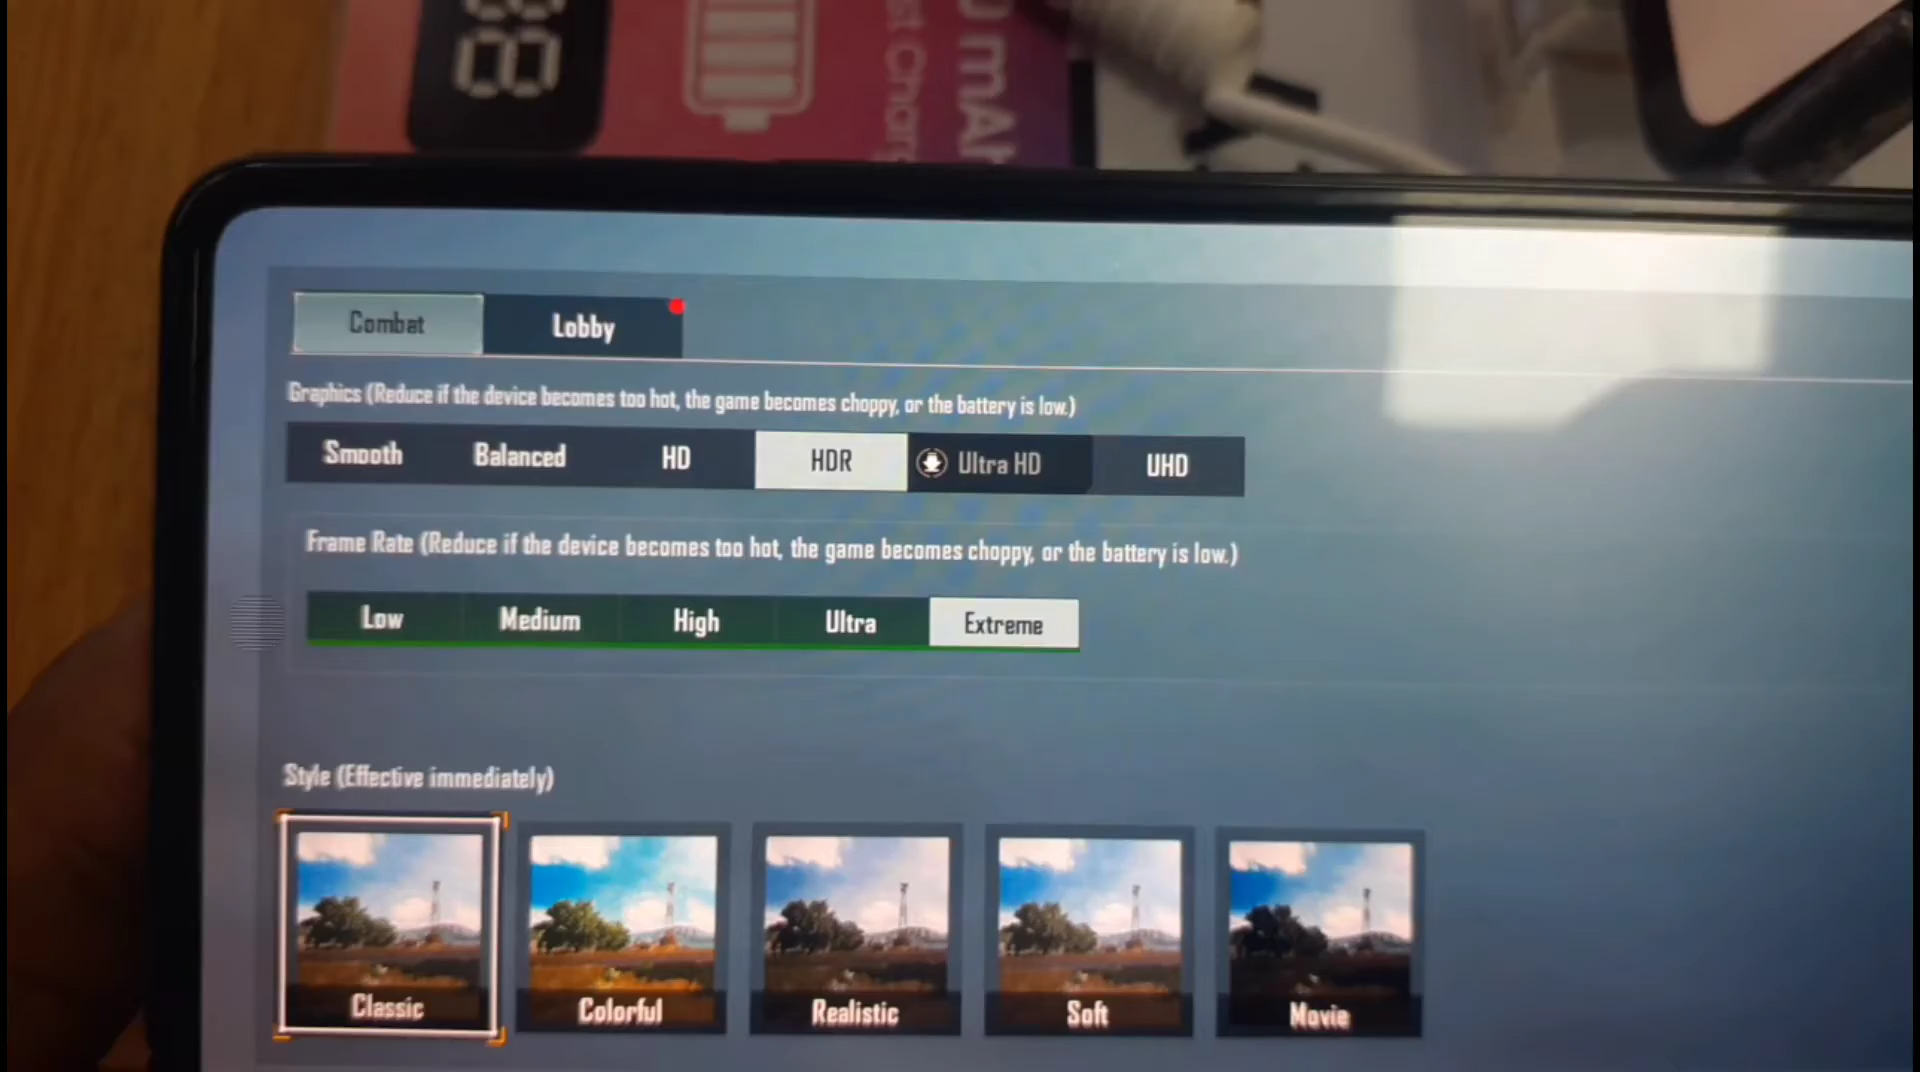 88
mAh
Combat
Lobby
Graphics (Reduce if the device becomes too hot, the game becomes choppy, or the battery is low.)
Smooth
Balanced
HD
HDR
Ultra HD
UHD
Frame Rate (Reduce if the device becomes too hot, the game becomes choppy, or the battery is low.)
Low
Medium
High
Ultra
Extreme
Style (Effective immediately)
Classic
Colorful
Realistic
Soft
Movie